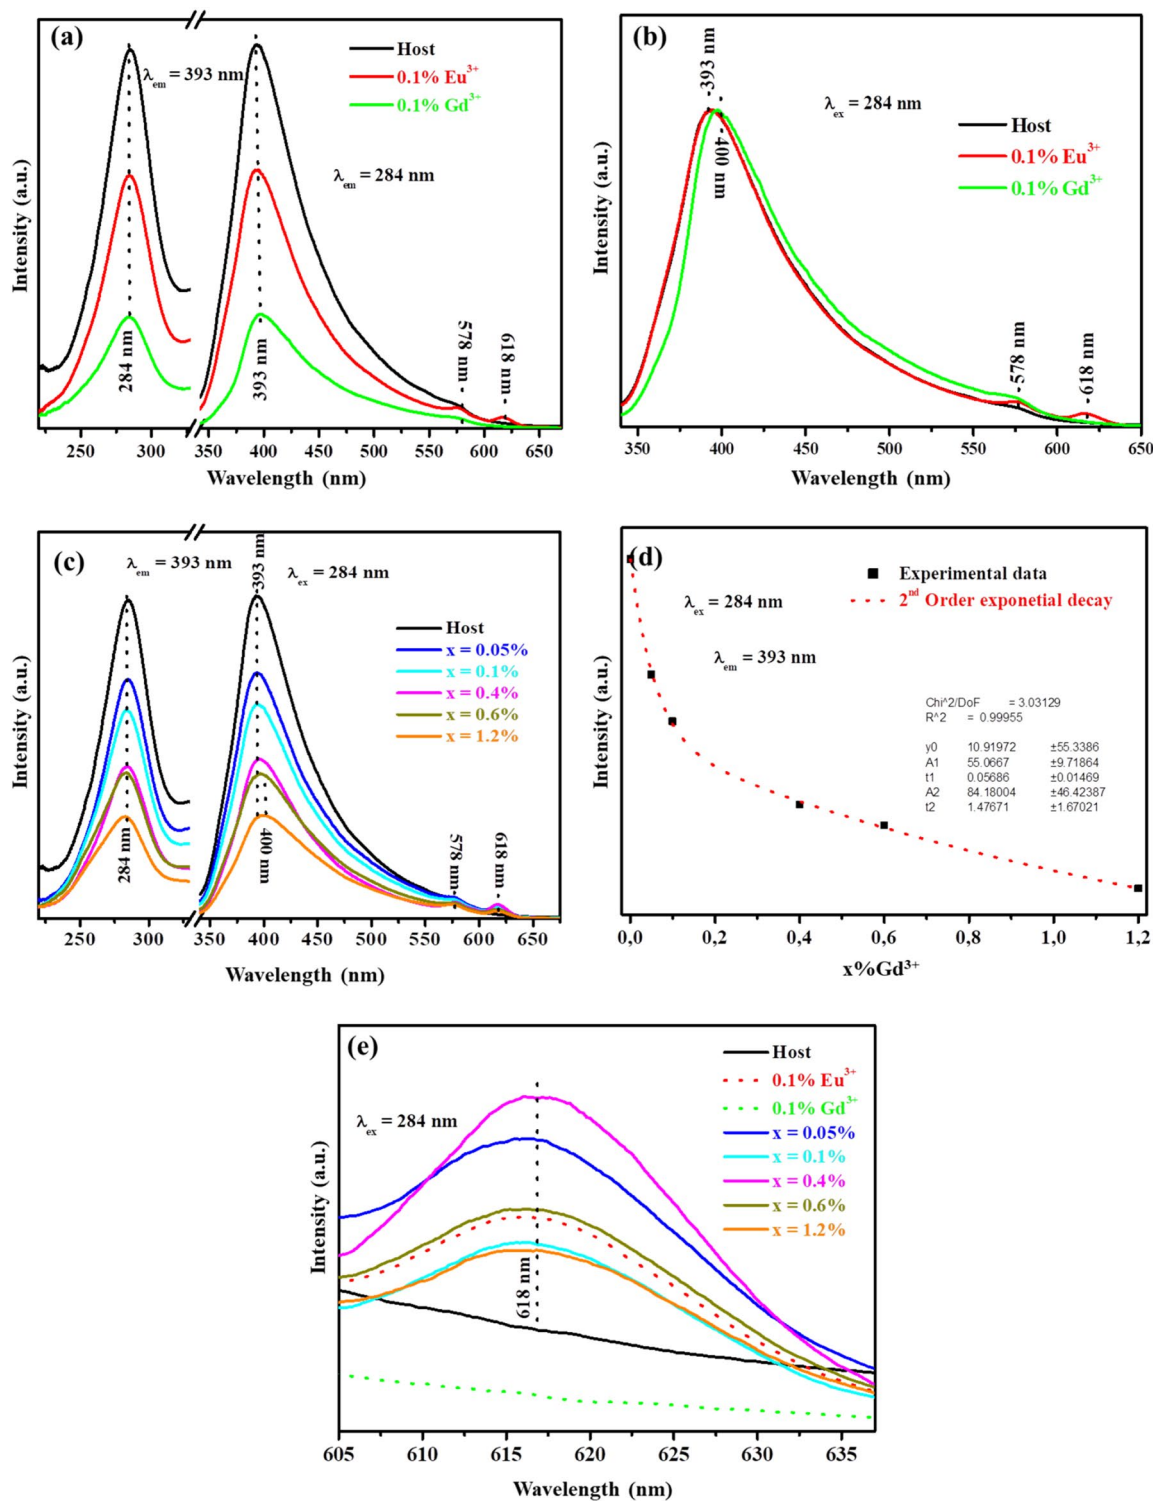 (a)
Host
0.1% Eu³⁺
0.1% Gd³⁺
λem = 393 nm
λem = 284 nm
284 nm
393 nm
578 nm
618 nm
Intensity (a.u.)
250 300 350 400 450 500 550 600 650
Wavelength (nm)
(b)
393 nm
400 nm
λex = 284 nm
Host
0.1% Eu³⁺
0.1% Gd³⁺
578 nm
618 nm
Intensity (a.u.)
350 400 450 500 550 600 650
Wavelength (nm)
(c)
λem = 393 nm
393 nm
λex = 284 nm
Host
x = 0.05%
x = 0.1%
x = 0.4%
x = 0.6%
x = 1.2%
284 nm
400 nm
578 nm
618 nm
Intensity (a.u.)
250 300 350 400 450 500 550 600 650
Wavelength (nm)
(d)
Experimental data
2nd Order exponetial decay
λex = 284 nm
λem = 393 nm
Chi^2/DoF = 3.03129
R^2 = 0.99955
y0 10.91972 ±55.3386
A1 55.0667 ±9.71864
t1 0.05686 ±0.01469
A2 84.18004 ±46.42387
t2 1.47671 ±1.67021
Intensity (a.u.)
0,0 0,2 0,4 0,6 0,8 1,0 1,2
x%Gd³⁺
(e)
Host
0.1% Eu³⁺
0.1% Gd³⁺
x = 0.05%
x = 0.1%
x = 0.4%
x = 0.6%
x = 1.2%
λex = 284 nm
618 nm
Intensity (a.u.)
605 610 615 620 625 630 635
Wavelength (nm)